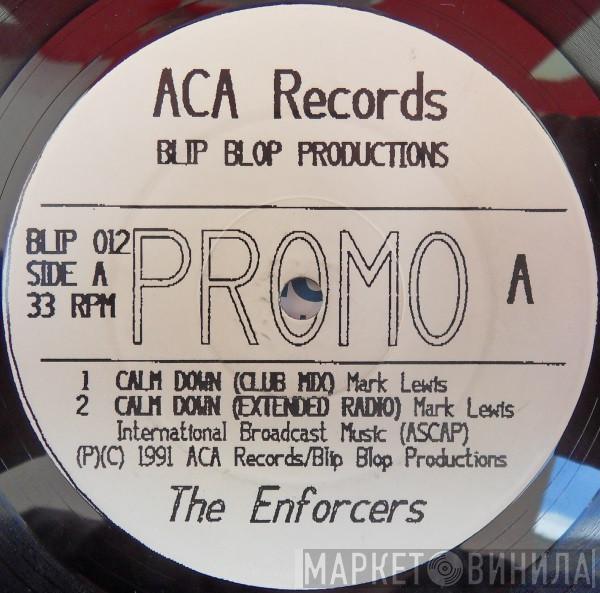 ACA Records
BLIP BLOP PRODUCTIONS
BLIP 012
SIDE A
33 RPM
PROMO
A
1 CALM DOWN (CLUB MIX) Mark Lewis
2 CALM DOWN (EXTENDED RADIO) Mark Lewis
International Broadcast Music (ASCAP)
(P)(C) 1991 ACA Records/Blip Blop Productions
The Enforcers
МАРКЕТ ВИНИЛА